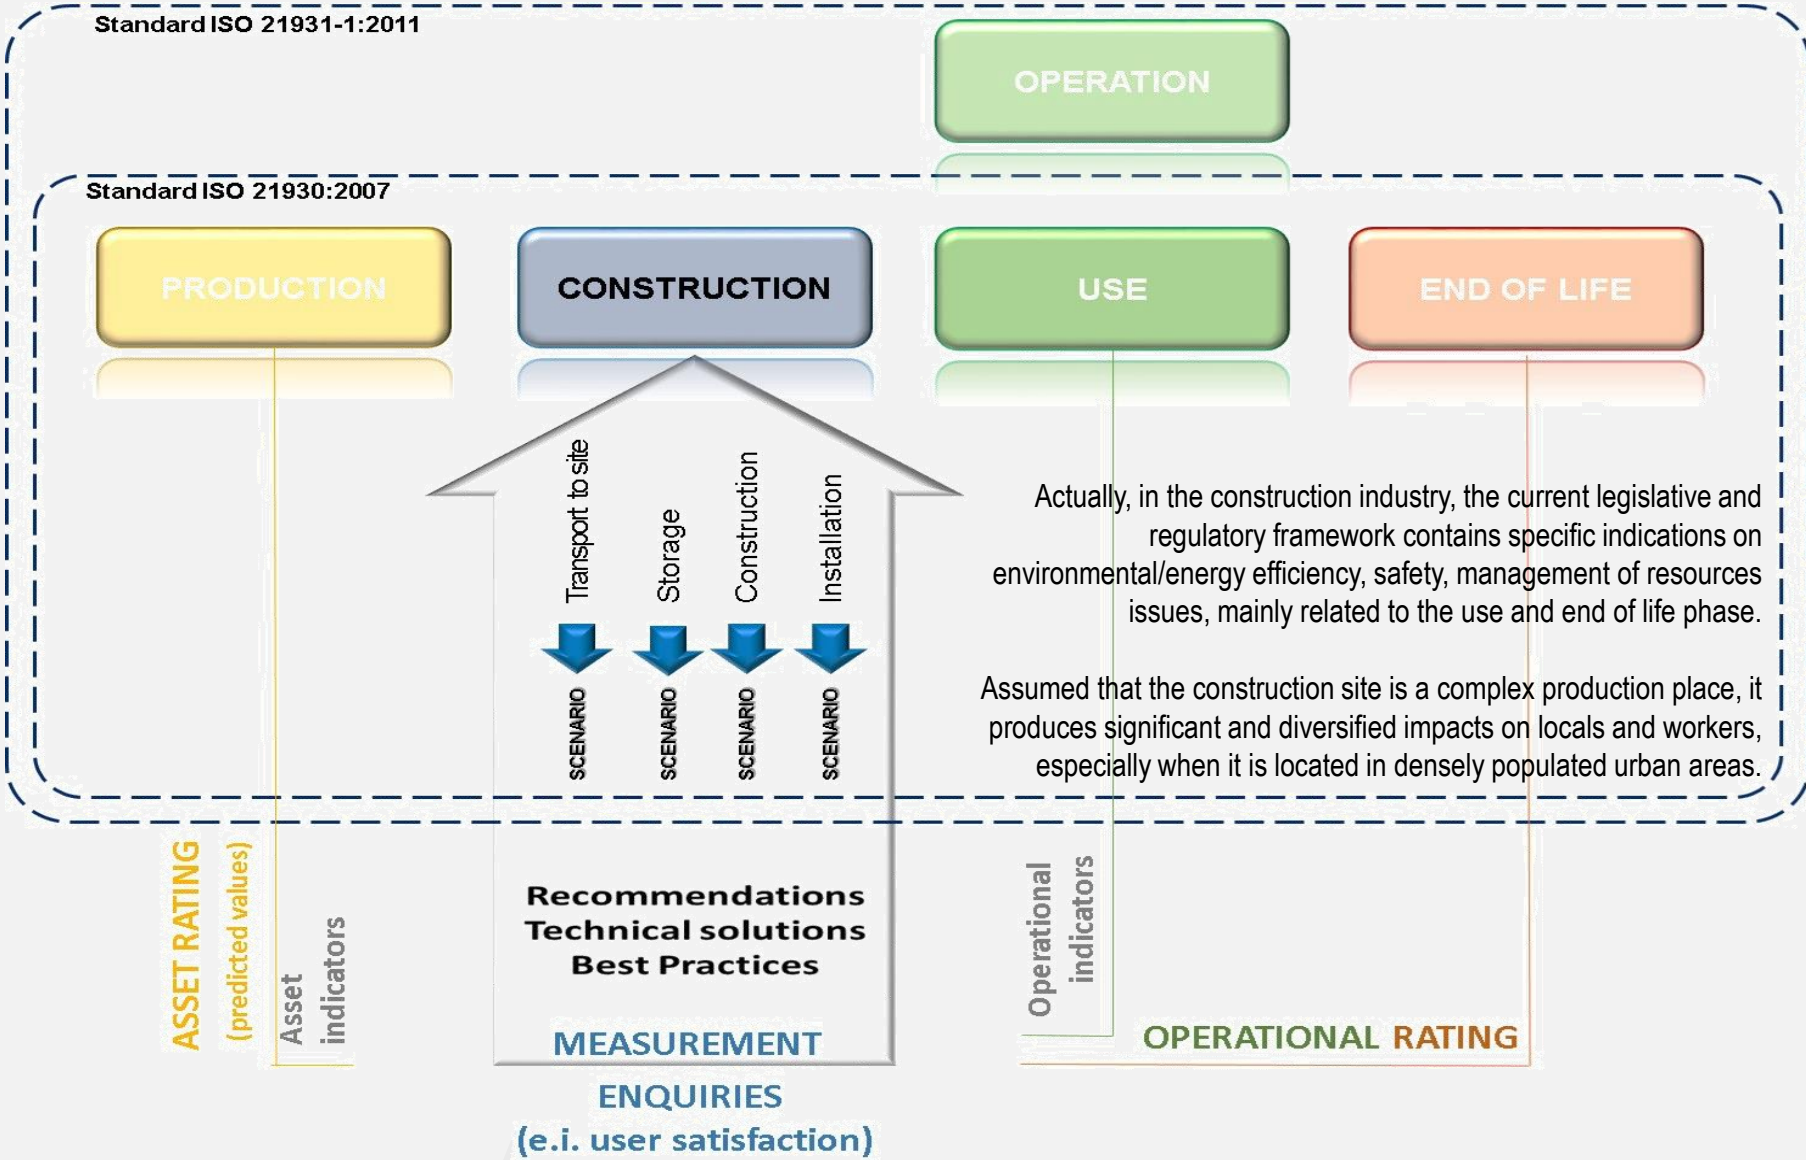 Standard ISO 21931-1:2011
OPERATION
Standard ISO 21930:2007
PRODUCTION
CONSTRUCTION
USE
END OF LIFE
Transport to site
Storage
Construction
Installation
SCENARIO
SCENARIO
SCENARIO
SCENARIO
Actually, in the construction industry, the current legislative and
regulatory framework contains specific indications on
environmental/energy efficiency, safety, management of resources
issues, mainly related to the use and end of life phase.
Assumed that the construction site is a complex production place, it
produces significant and diversified impacts on locals and workers,
especially when it is located in densely populated urban areas.
ASSET RATING
(predicted values)
Asset
indicators
Recommendations
Technical solutions
Best Practices
MEASUREMENT
ENQUIRIES
(e.i. user satisfaction)
Operational
indicators
OPERATIONAL RATING